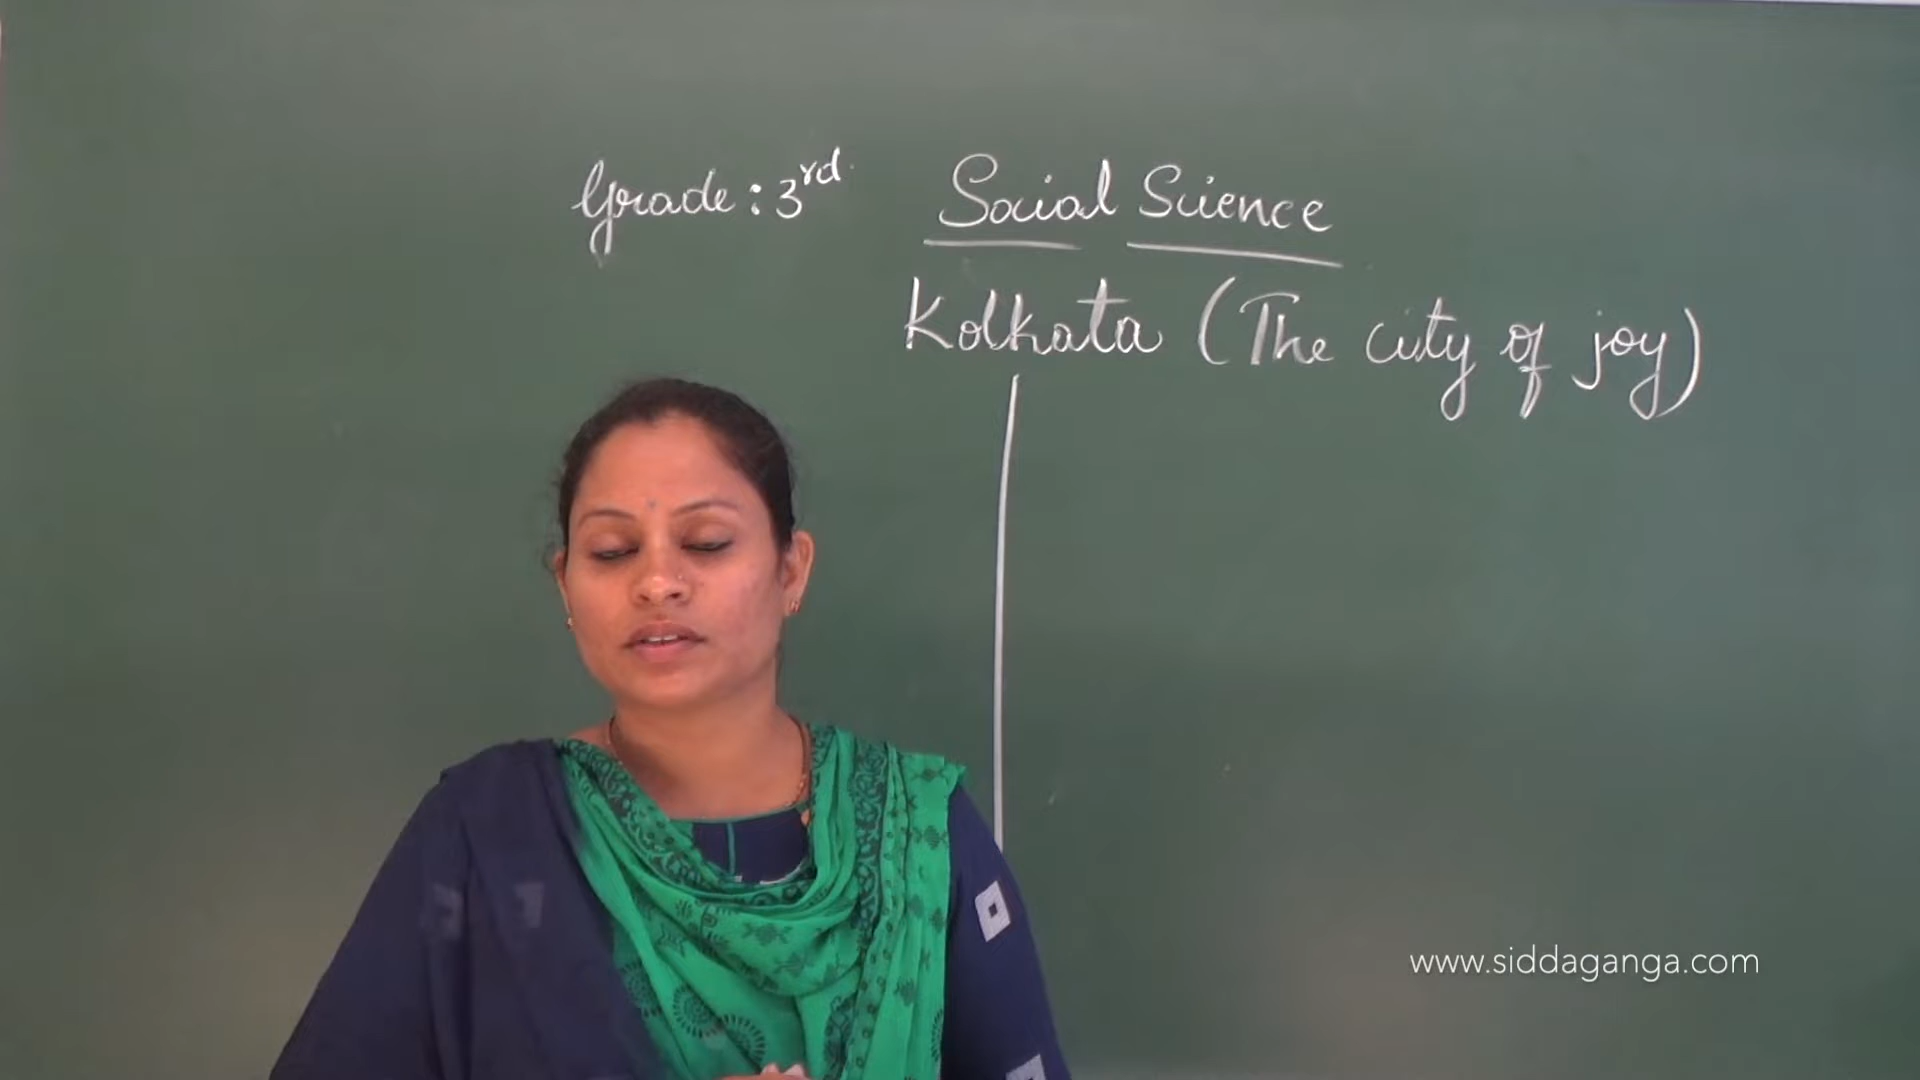 Grade : 3rd.
Social Science
Kolkata (The city of joy)
www.siddaganga.com